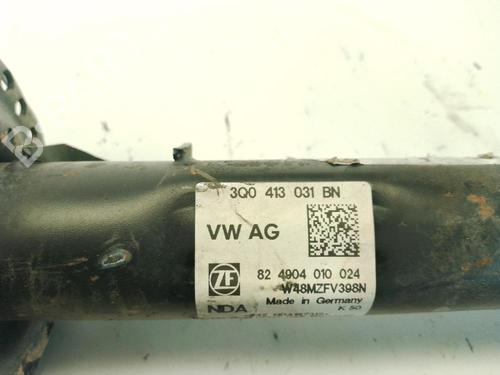 3Q0 413 031 BN
VW AG
ZF
82 4904 010 024
W48MZFV398N
NDA
Made in Germany
K 50